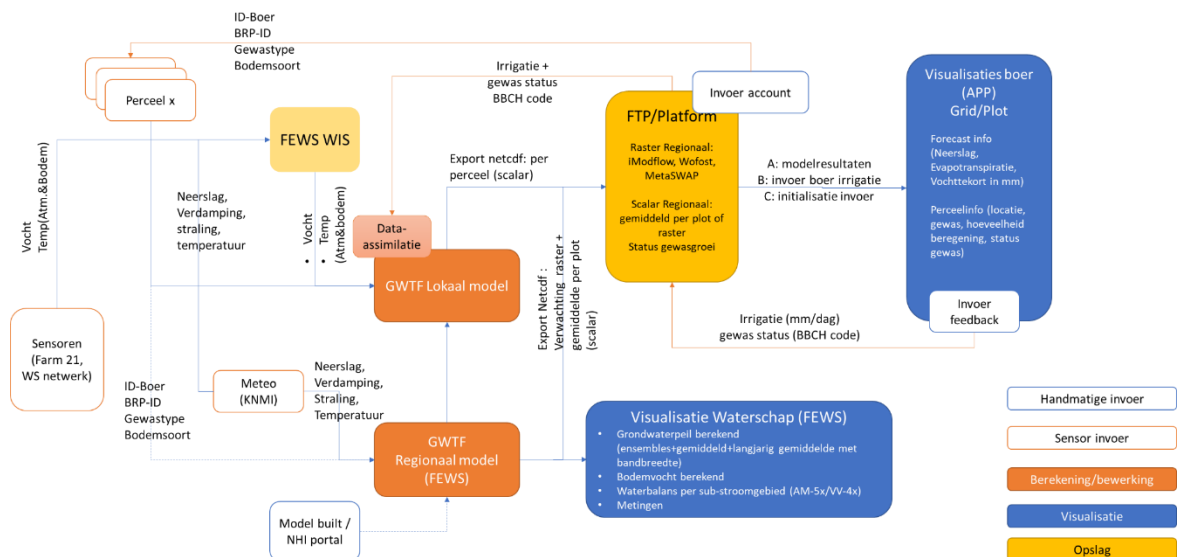 ID-Boer
BRP-ID
Gewastype
Bodemsoort
Perceel x
FEWS WIS
Irrigatie +
gewas status
BBCH code
Invoer account
FTP/Platform
Raster Regionaal:
iModflow, Wofost,
MetaSWAP
Scalar Regionaal:
gemiddeld per plot of
raster
Status gewasgroei
Visualisaties boer
(APP)
Grid/Plot
Forecast info
(Neerslag,
Evapotranspiratie,
Vochttekort in mm)
Perceelinfo (locatie,
gewas, hoeveelheid
beregening, status
gewas)
Invoer
feedback
A: modelresultaten
B: invoer boer irrigatie
C: initialisatie invoer
Export netcdf: per
perceel (scalar)
Neerslag,
Verdamping,
straling,
temperatuur
Vocht
Temp(Atm.&Bodem)
• Vocht
• Temp
(Atm&bodem)
Data-
assimilatie
GWTF Lokaal model
Export Netcdf :
Verwachting raster +
gemiddelde per plot
(scalar)
Irrigatie (mm/dag)
gewas status (BBCH code)
Sensoren
(Farm 21,
WS netwerk)
ID-Boer
BRP-ID
Gewastype
Bodemsoort
Meteo
(KNMI)
Neerslag,
Verdamping,
Straling,
Temperatuur
GWTF
Regionaal model
(FEWS)
Model built /
NHI portal
Visualisatie Waterschap (FEWS)
• Grondwaterpeil berekend
(ensembles+gemiddeld+langjarig gemiddelde met
bandbreedte)
• Bodemvocht berekend
• Waterbalans per sub-stroomgebied (AM-5x/VV-4x)
• Metingen
Handmatige invoer
Sensor invoer
Berekening/bewerking
Visualisatie
Opslag